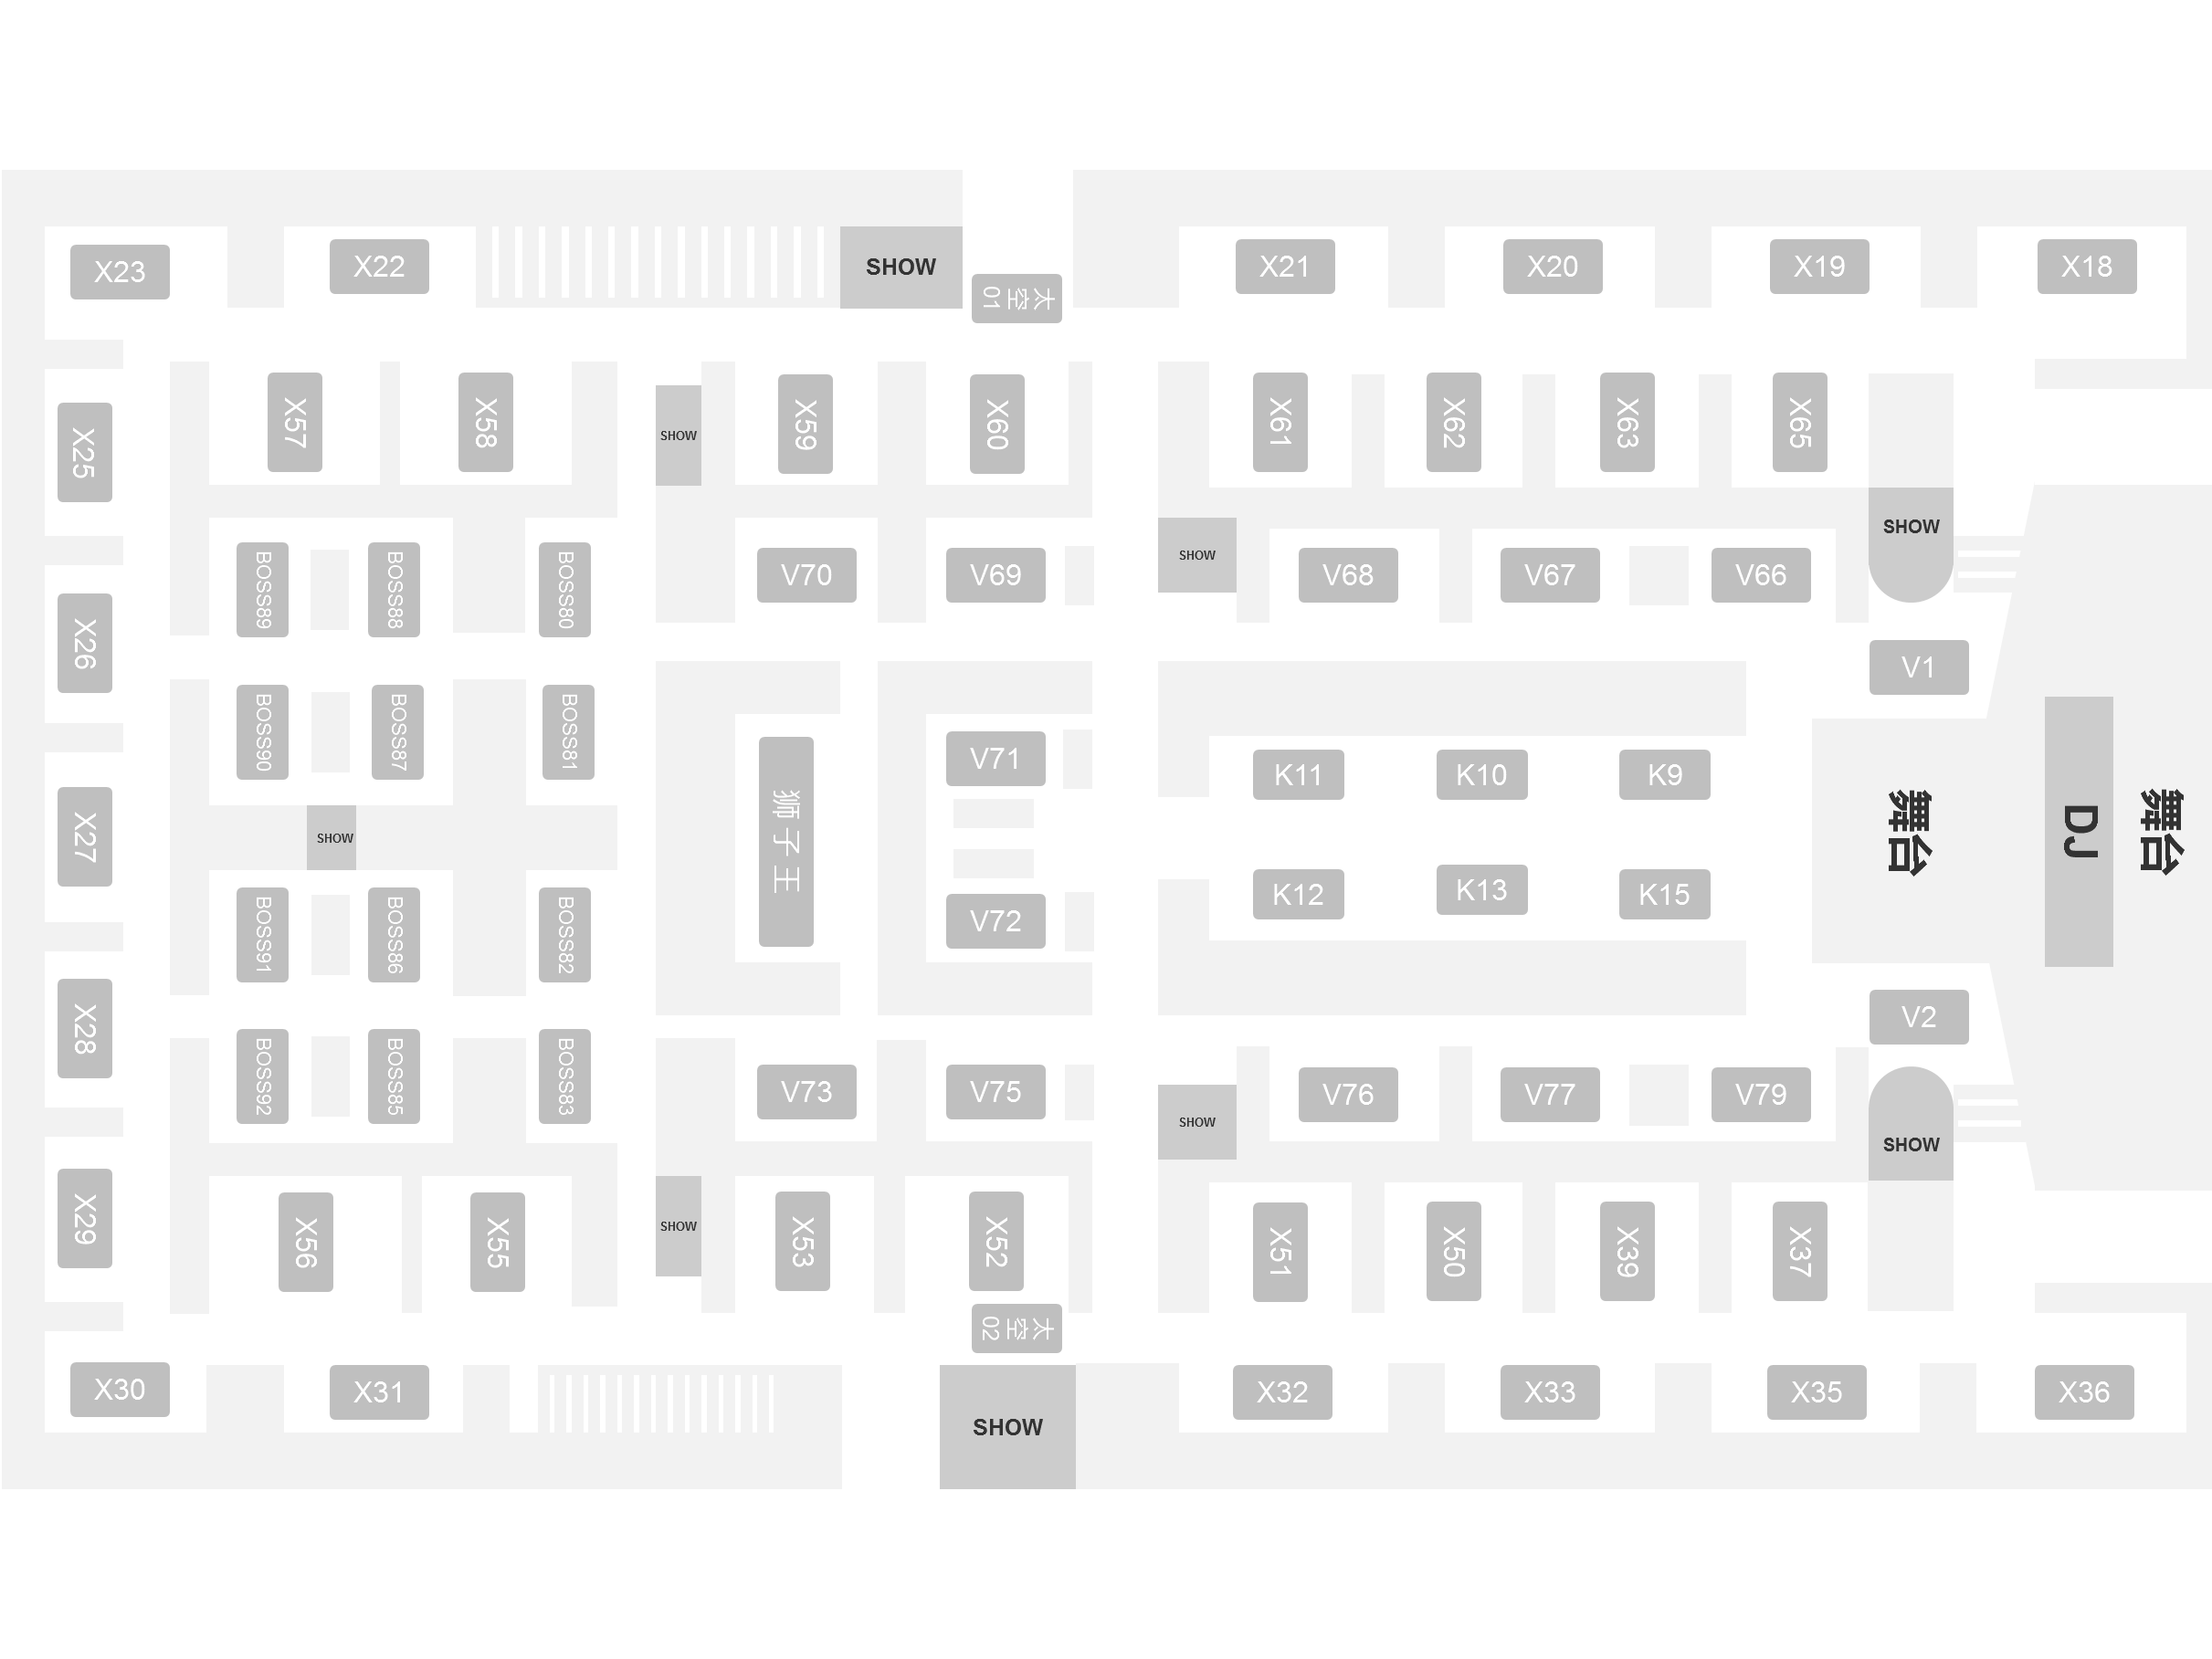 X23
X22
SHOW
太空
01
X21
X20
X19
X18
X25
X57
X58
SHOW
X59
X60
X61
X62
X63
X65
SHOW
BOSS89
BOSS88
BOSS80
V70
V69
SHOW
V68
V67
V66
X26
V1
BOSS90
BOSS87
BOSS81
狮子王
V71
K11
K10
K9
X27
SHOW
舞台
DJ
舞台
V72
K12
K13
K15
BOSS91
BOSS86
BOSS82
X28
V2
BOSS92
BOSS85
BOSS83
V73
V75
SHOW
V76
V77
V79
SHOW
X29
X56
X55
SHOW
X53
X52
X51
X50
X39
X37
太空
02
X30
X31
SHOW
X32
X33
X35
X36